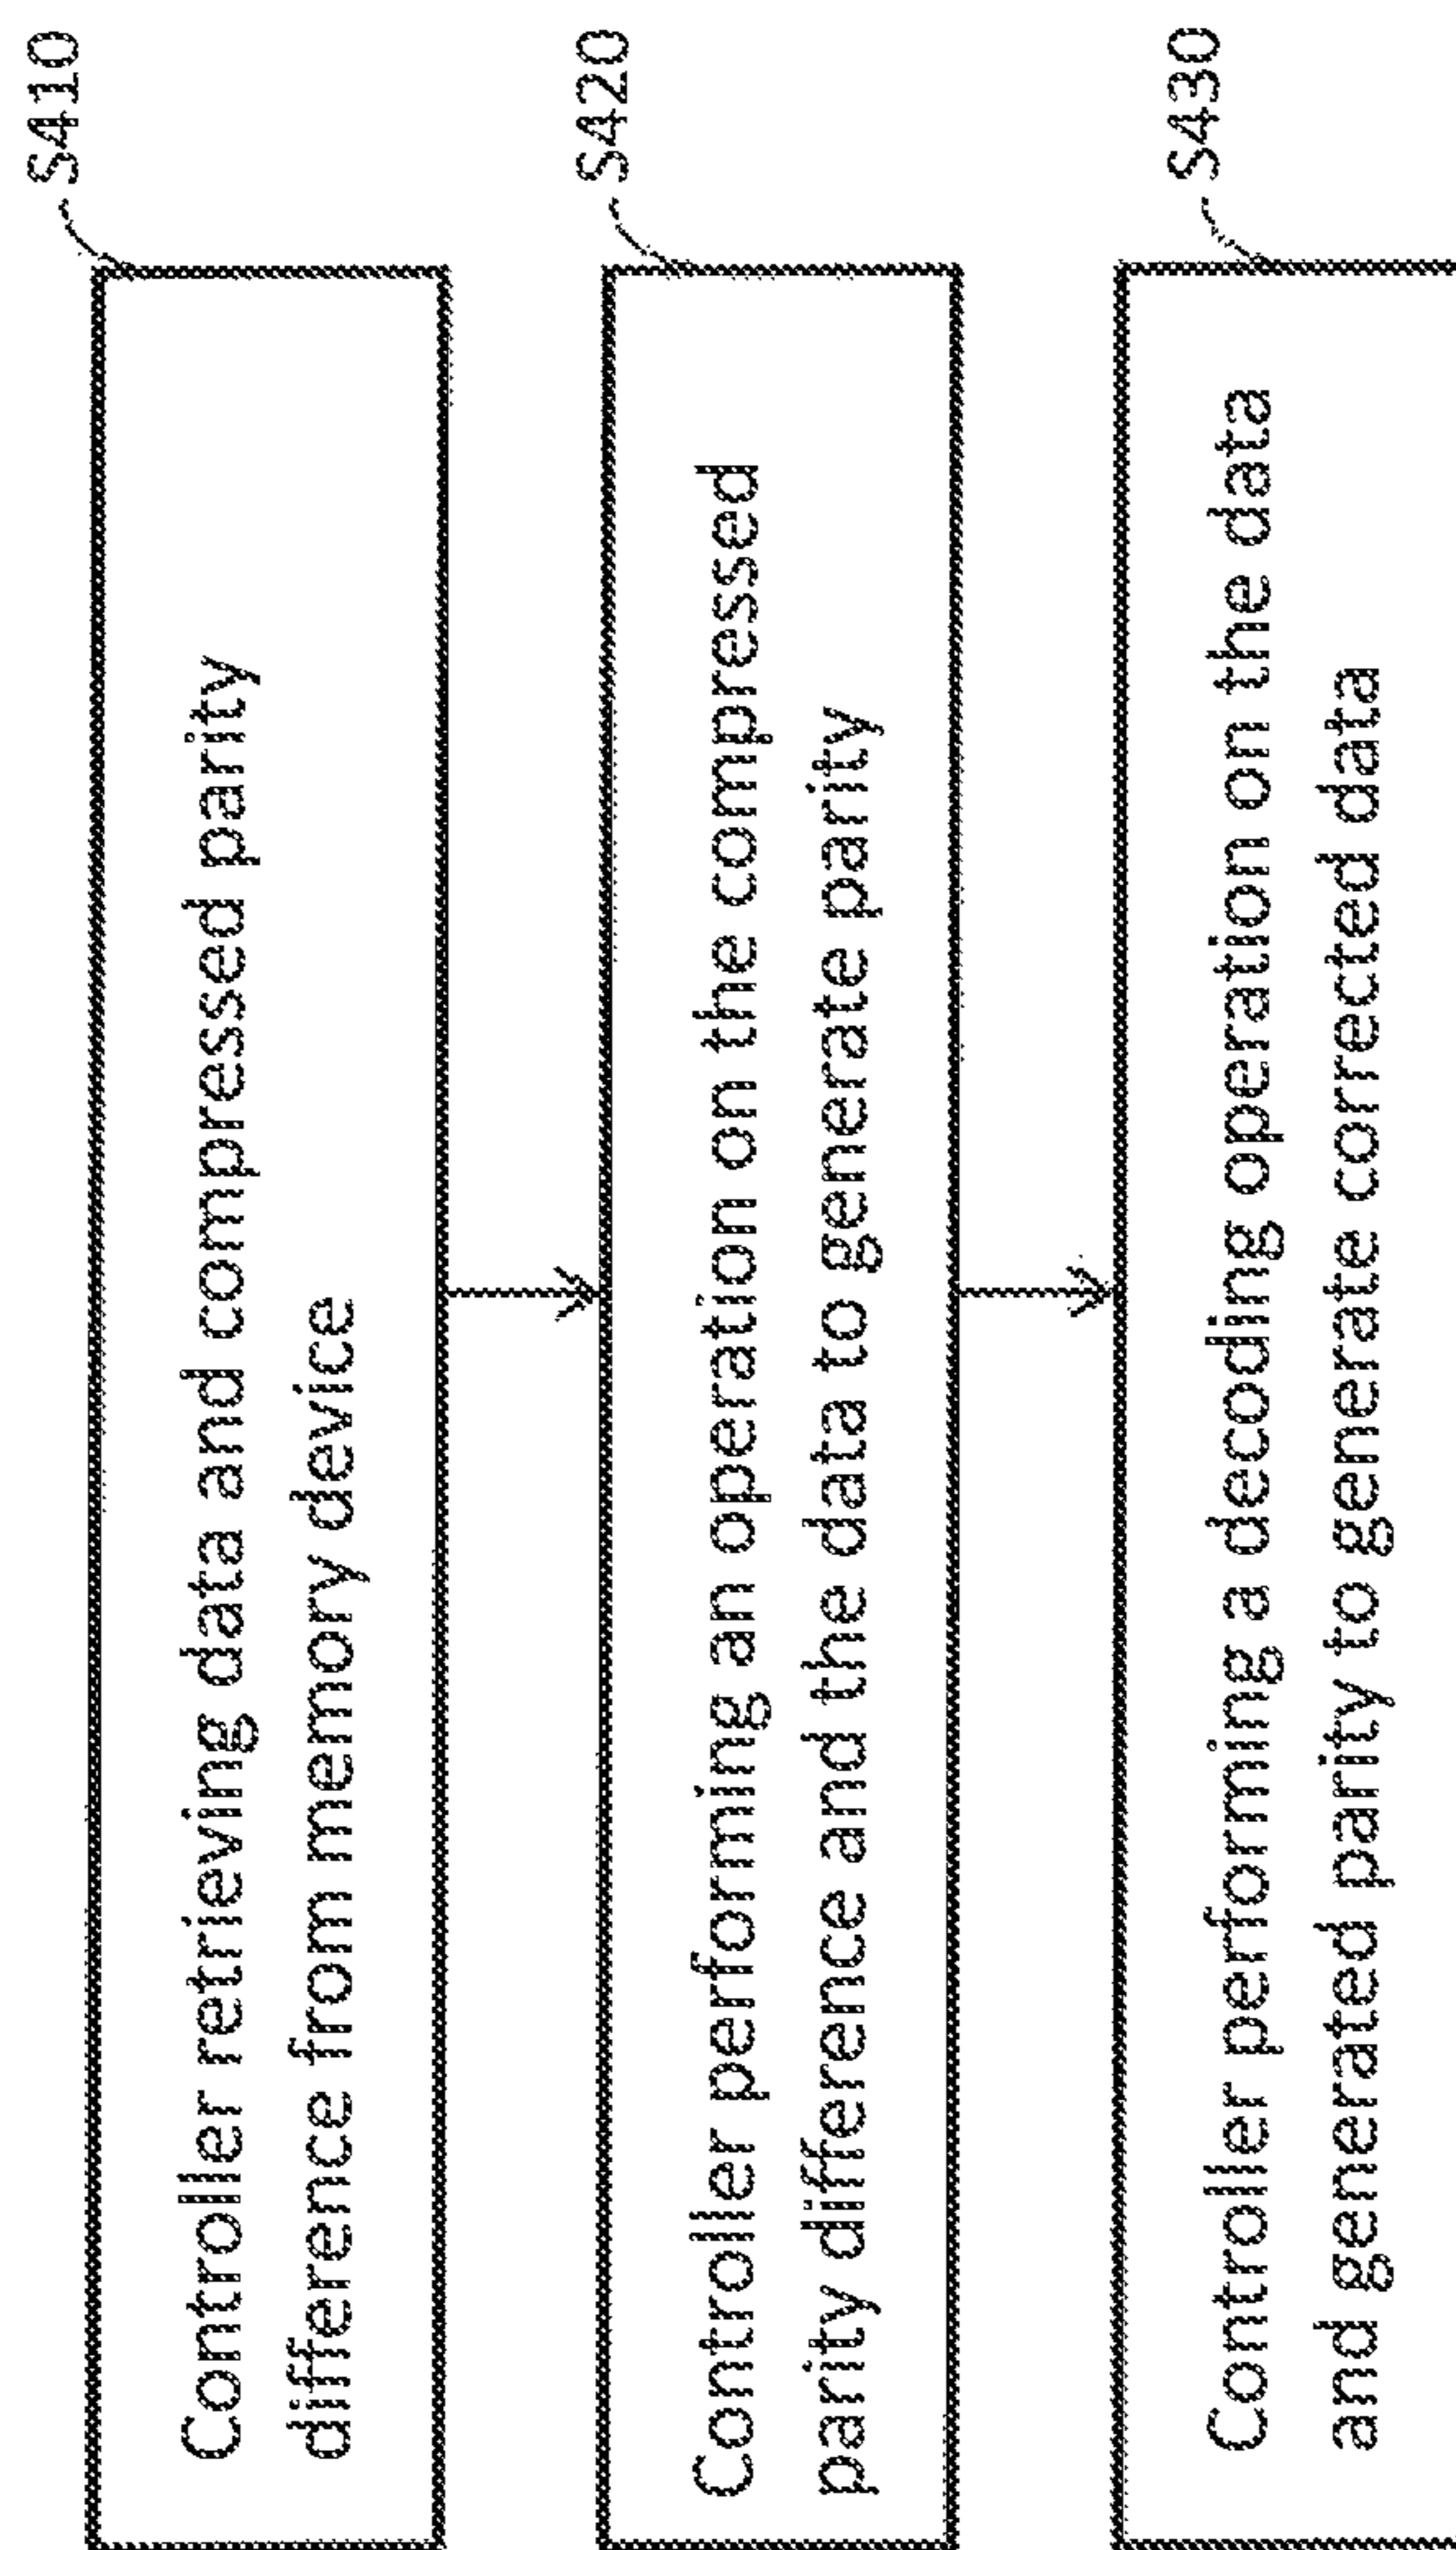 S410
Controller retrieving data and compressed parity
difference from memory device
S420
Controller performing an operation on the compressed
parity difference and the data to generate parity
S430
Controller performing a decoding operation on the data
and generated parity to generate corrected data